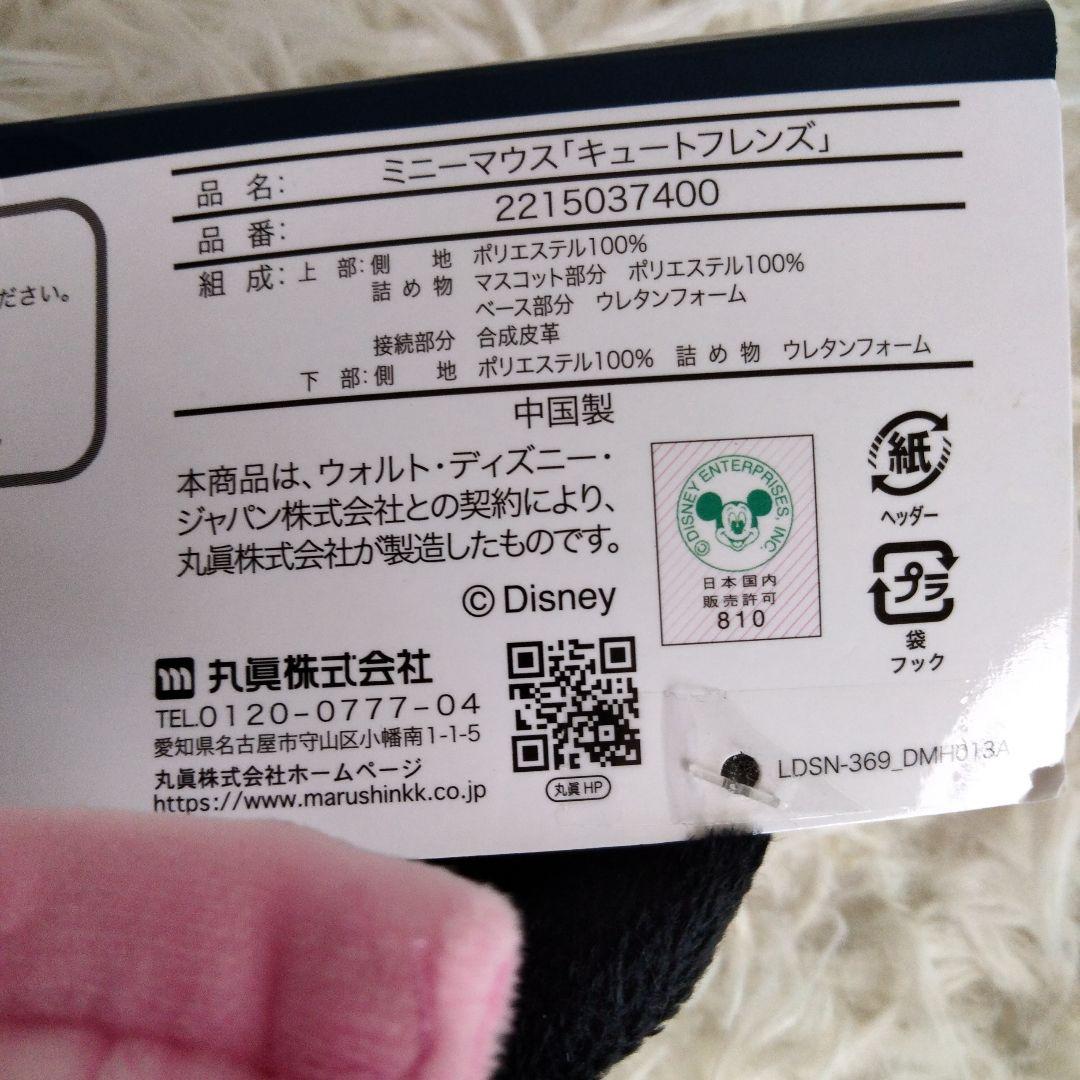 ださい。
品 名: ミニーマウス「キュートフレンズ」
品 番: 2215037400
組 成: 上 部: 側 地 ポリエステル100%
詰 め 物 マスコット部分 ポリエステル100%
ベース部分 ウレタンフォーム
接続部分 合成皮革
下 部: 側 地 ポリエステル100% 詰 め 物 ウレタンフォーム
中国製
本商品は、ウォルト・ディズニー・
ジャパン株式会社との契約により、
丸眞株式会社が製造したものです。
© Disney
©DISNEY ENTERPRISES, INC.
日本国内
販売許可
810
紙
ヘッダー
プラ
袋
フック
丸眞株式会社
TEL.0120-0777-04
愛知県名古屋市守山区小幡南1-1-5
丸眞株式会社ホームページ
https://www.marushinkk.co.jp
丸眞 HP
LDSN-369_DMH013A